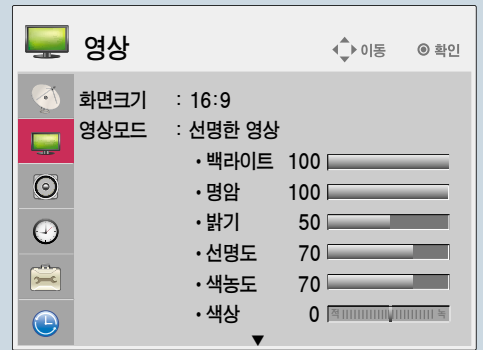 영상
이동 ◉ 확인
화면크기 : 16:9
영상모드 : 선명한 영상
• 백라이트 100
• 명암 100
• 밝기 50
• 선명도 70
• 색농도 70
• 색상 0 적 녹